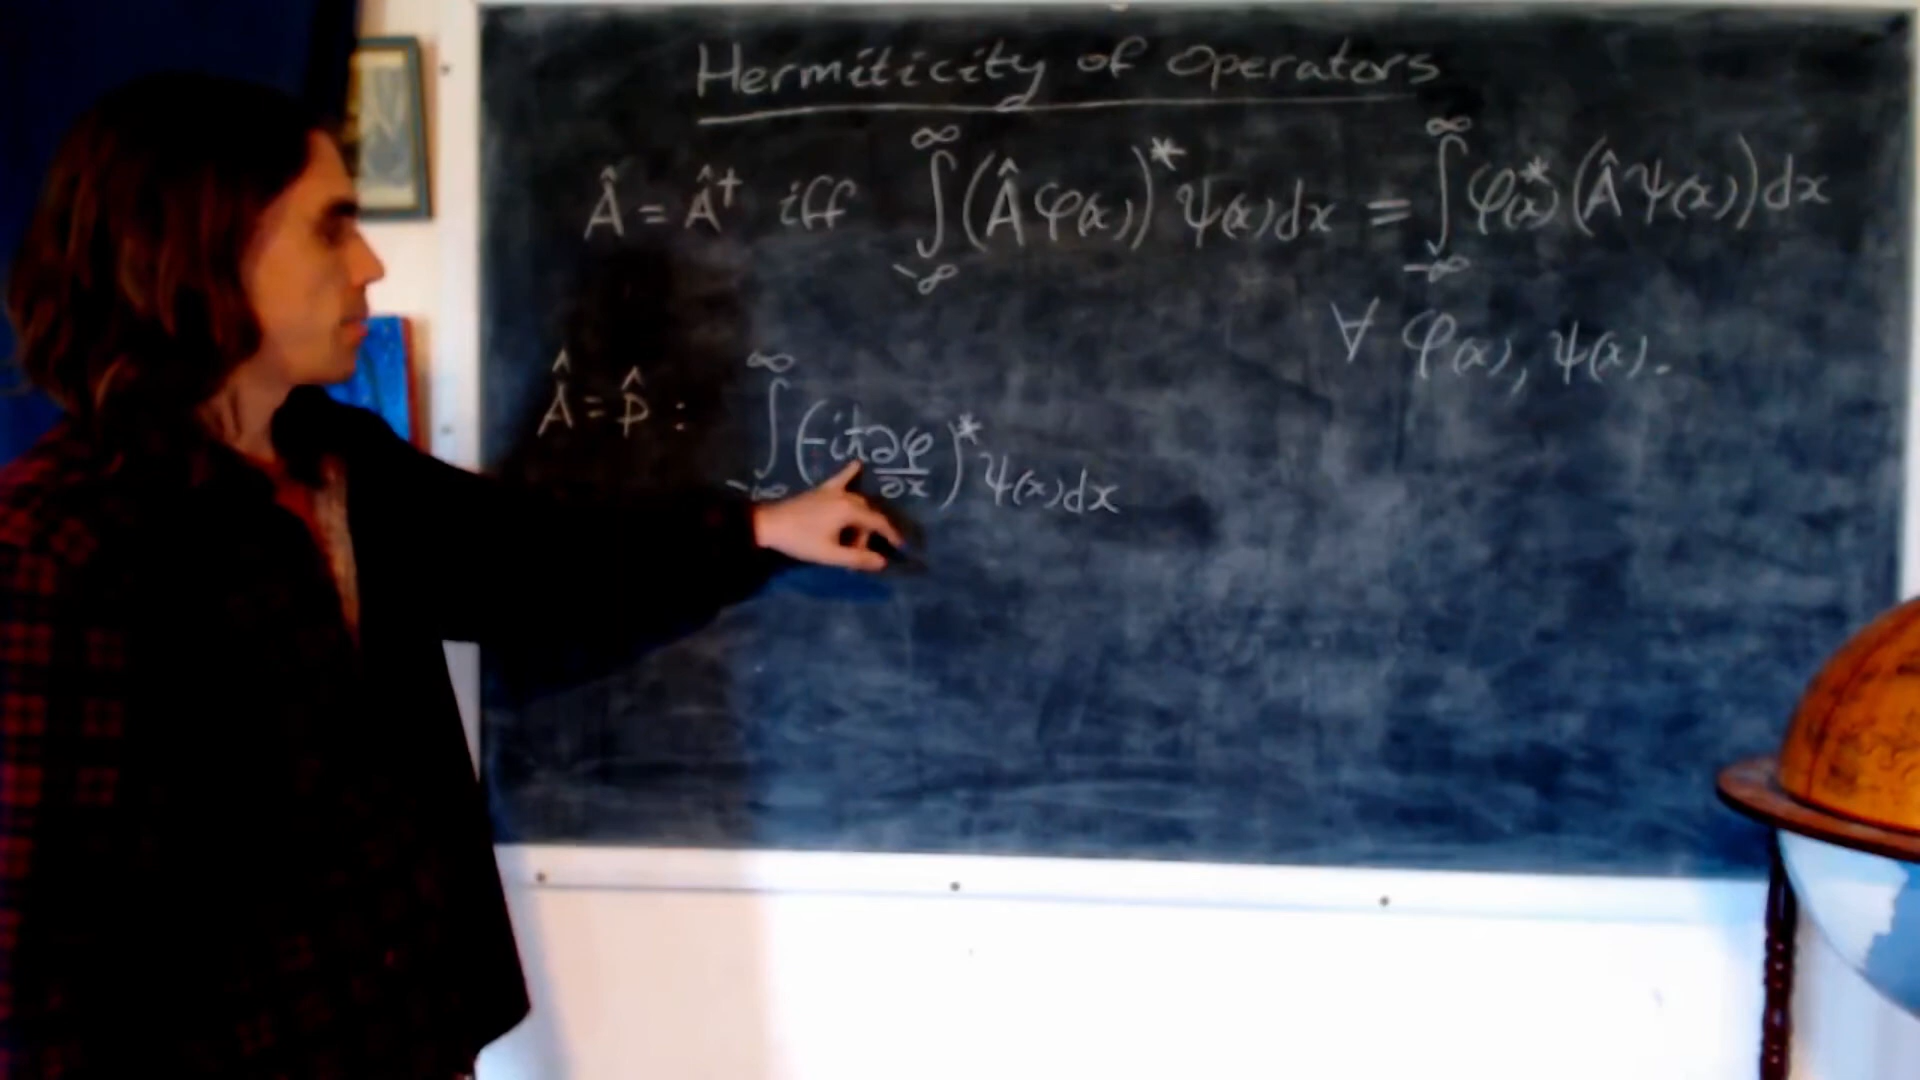 Hermiticity of Operators
Â = Â† iff ∫_{-∞}^{∞} (Â φ(x))* ψ(x) dx = ∫_{-∞}^{∞} φ*(x) (Â ψ(x)) dx
∀ φ(x), ψ(x).
Â = p̂ : ∫_{-∞}^{∞} (-iħ ∂φ/∂x)* ψ(x) dx